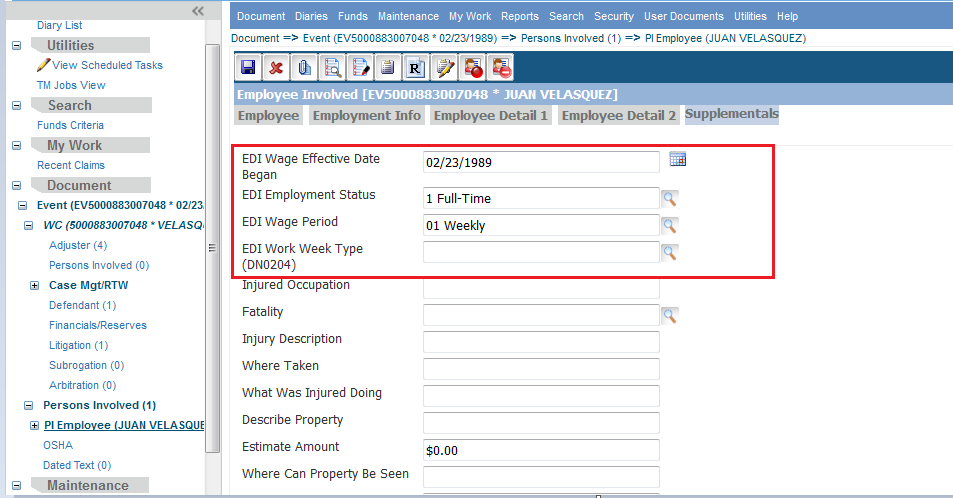 Diary List
Utilities
View Scheduled Tasks
TM Jobs View
Search
Funds Criteria
My Work
Recent Claims
Document
Event (EV5000883007048 * 02/23
WC (5000883007048 * VELASQ
Adjuster (4)
Persons Involved (0)
Case Mgt/RTW
Defendant (1)
Financials/Reserves
Litigation (1)
Subrogation (0)
Arbitration (0)
Persons Involved (1)
PI Employee (JUAN VELASQUE
OSHA
Dated Text (0)
Maintenance
Document Diaries Funds Maintenance My Work Reports Search Security User Documents Utilities Help
Document => Event (EV5000883007048 * 02/23/1989) => Persons Involved (1) => PI Employee (JUAN VELASQUEZ)
R
Employee Involved [EV5000883007048 * JUAN VELASQUEZ]
Employee Employment Info Employee Detail 1 Employee Detail 2 Supplementals
EDI Wage Effective Date
Began
02/23/1989
EDI Employment Status 1 Full-Time
EDI Wage Period 01 Weekly
EDI Work Week Type
(DN0204)
Injured Occupation
Fatality
Injury Description
Where Taken
What Was Injured Doing
Describe Property
Estimate Amount $0.00
Where Can Property Be Seen